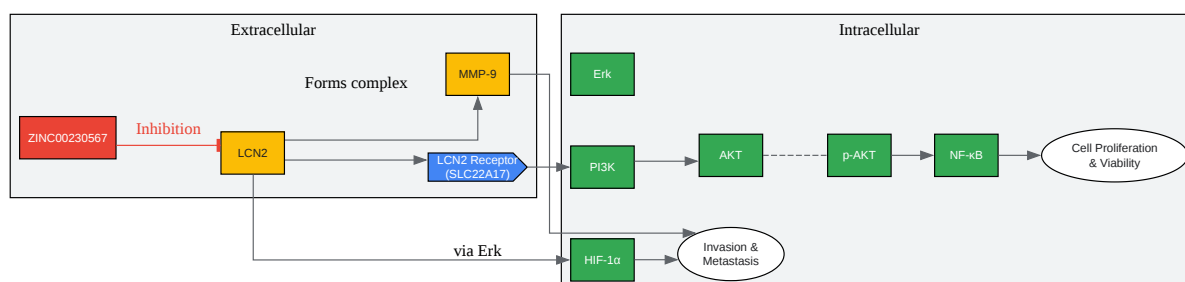 Extracellular
Intracellular
MMP-9
Erk
Forms complex
ZINC00230567
Inhibition
LCN2
LCN2 Receptor
(SLC22A17)
PI3K
AKT
p-AKT
NF-κB
Cell Proliferation
& Viability
via Erk
HIF-1α
Invasion &
Metastasis